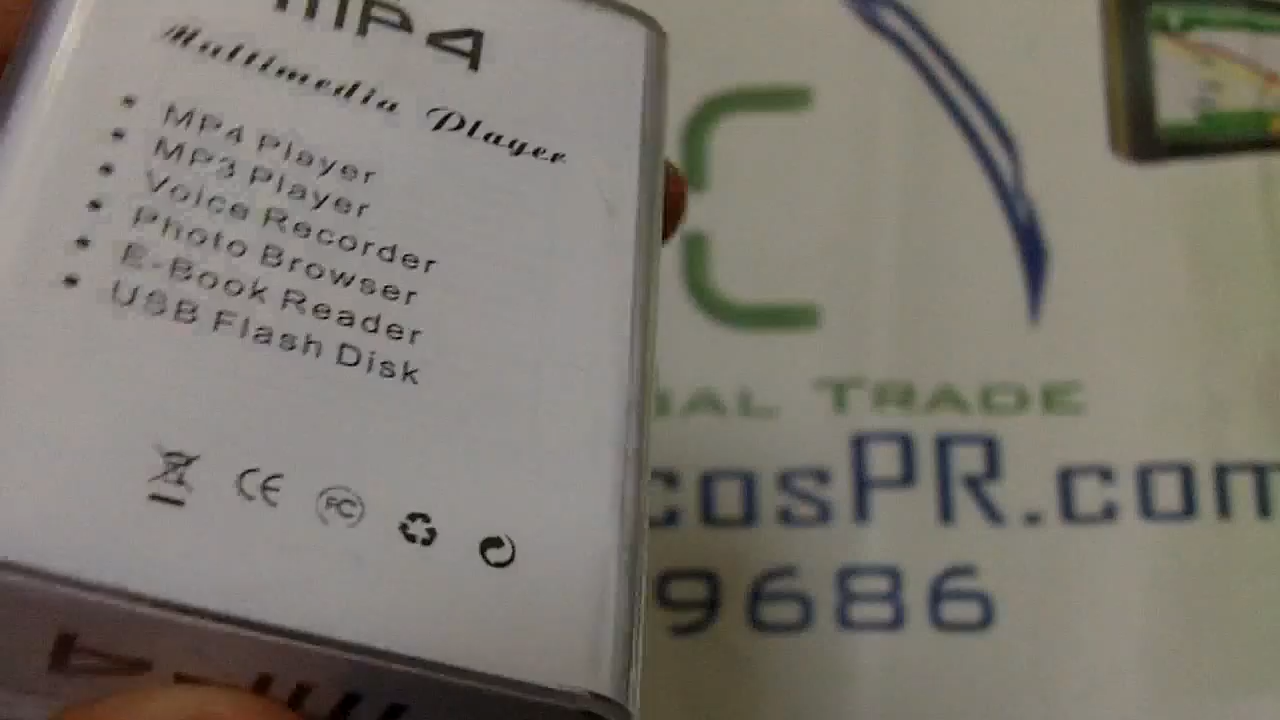 MP4
Multimedia Player
• MP4 Player
• MP3 Player
• Voice Recorder
• Photo Browser
• E-Book Reader
• USB Flash Disk
CE FC
C
IAL TRADE
cosPR.com
9686